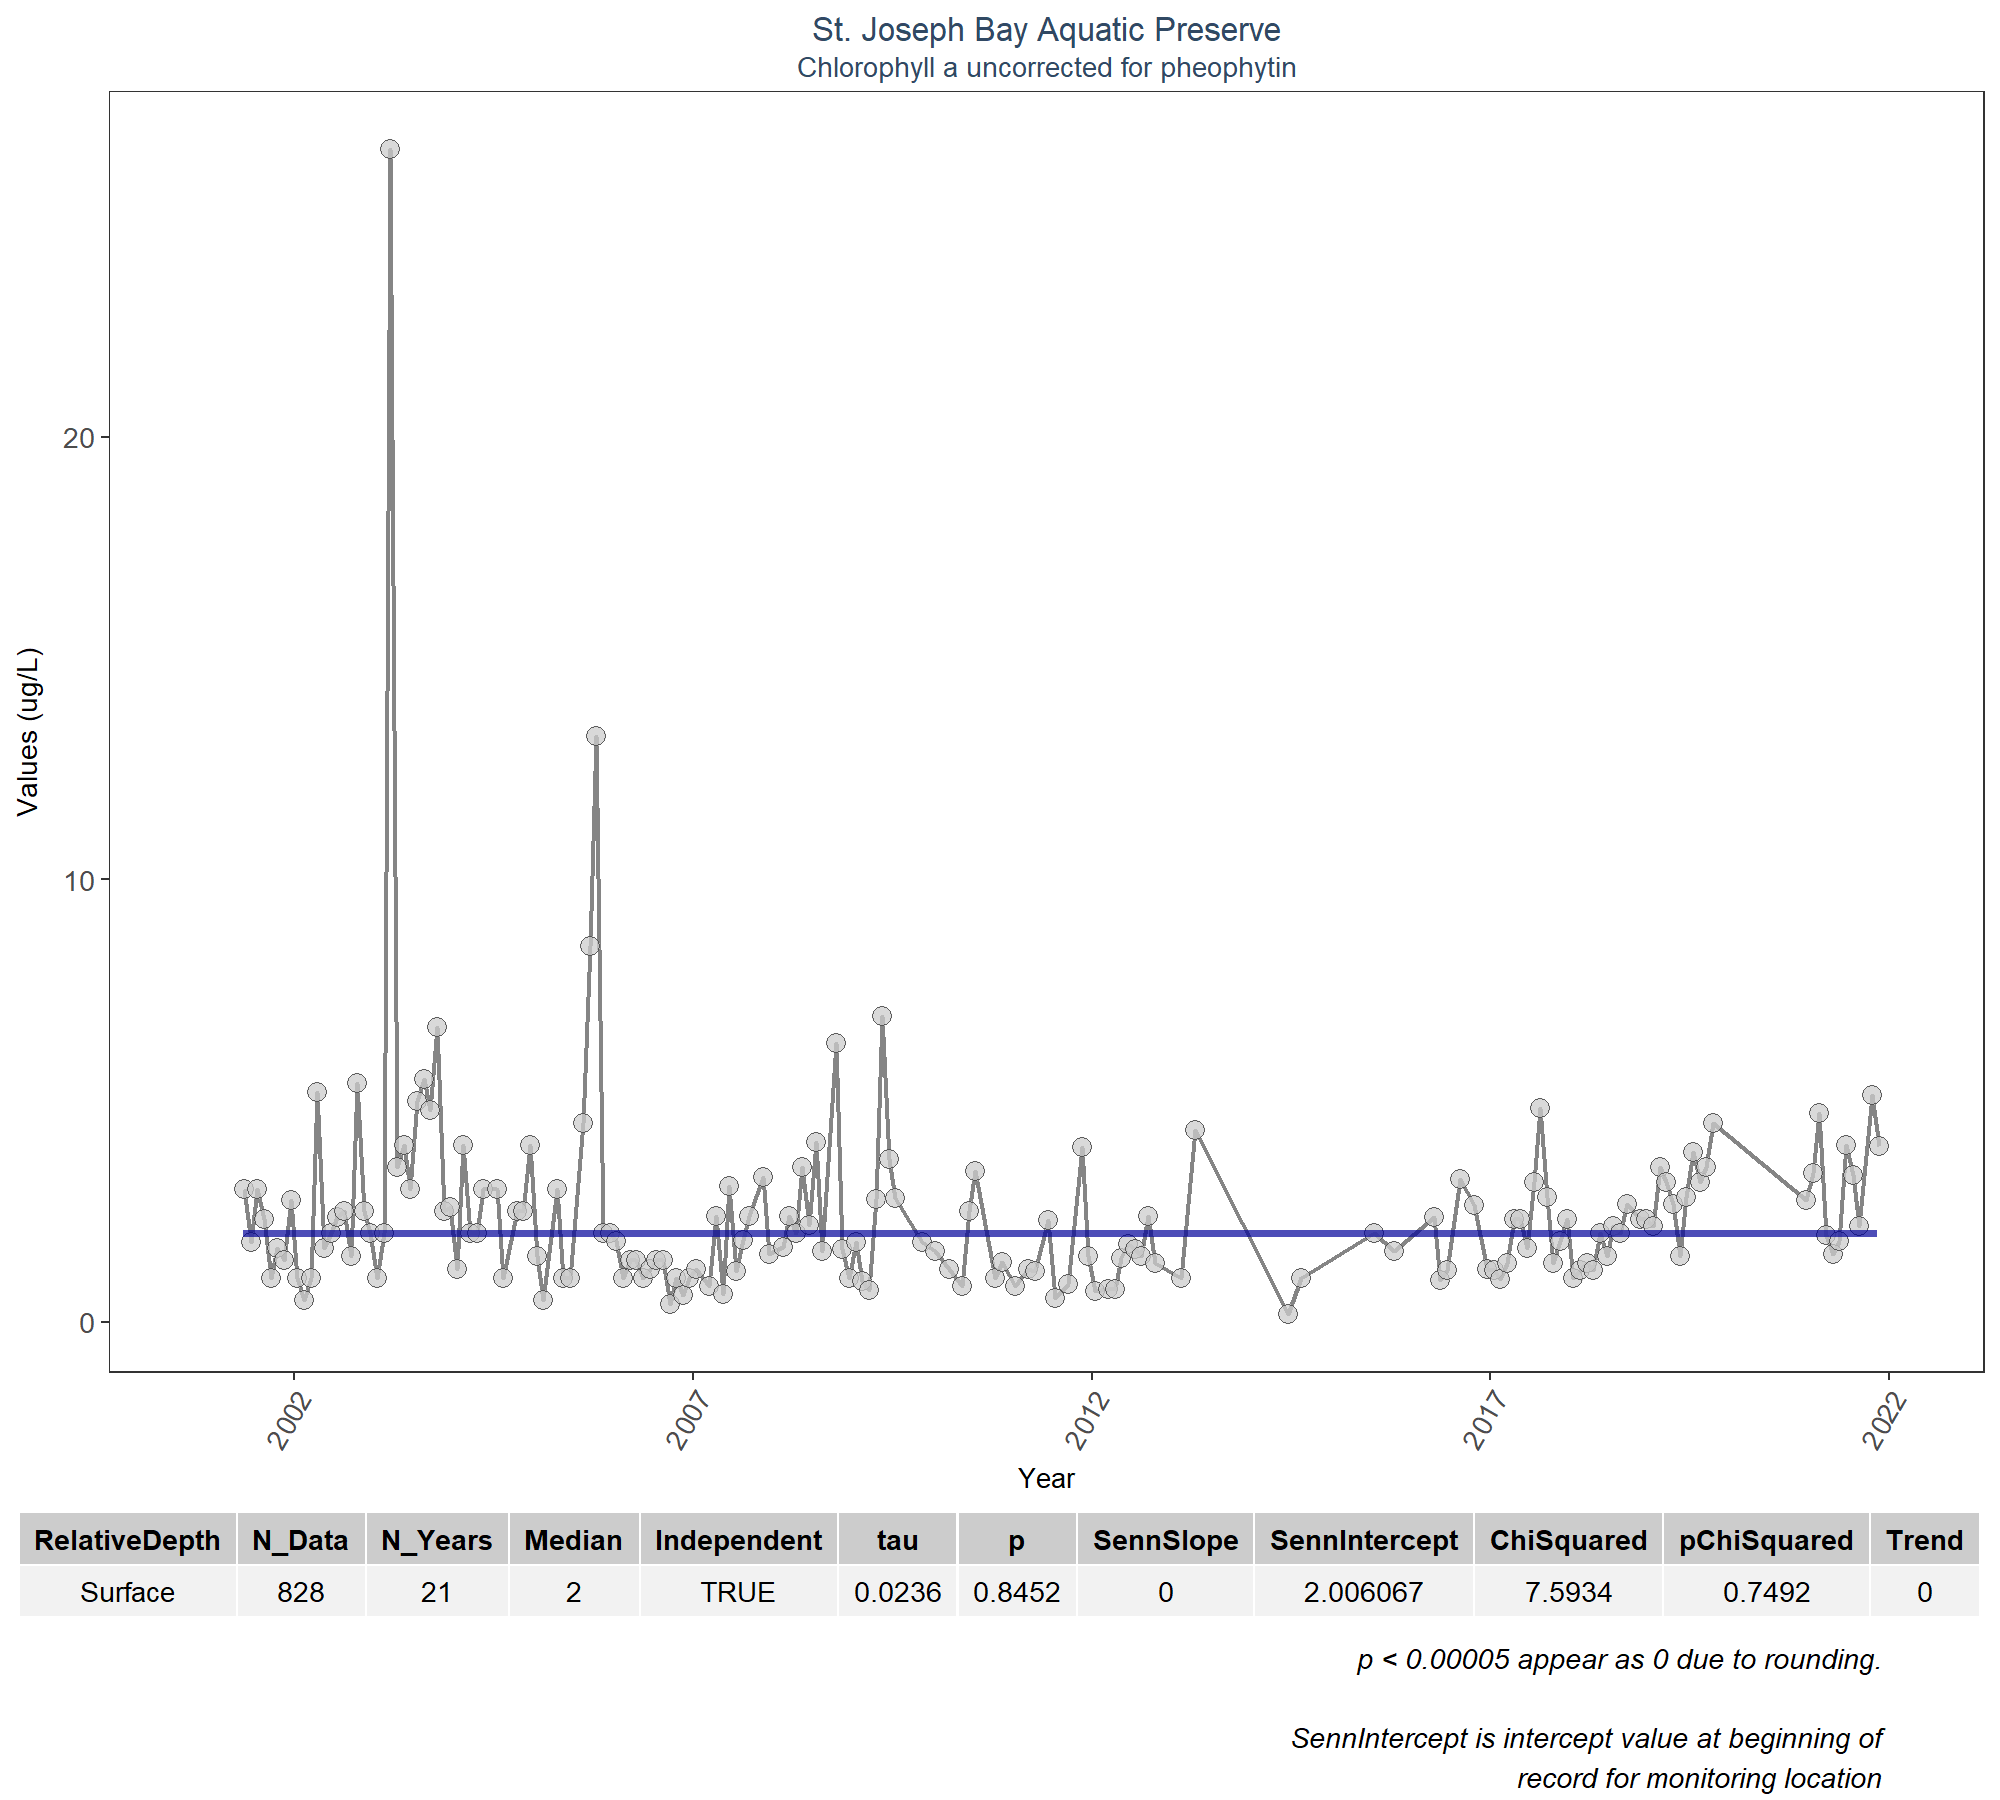 St. Joseph Bay Aquatic Preserve
Chlorophyll a uncorrected for pheophytin
Values (ug/L)
20
10
0
2002 2007 2012 2017 2022
Year
RelativeDepth N_Data N_Years Median Independent tau p SennSlope SennIntercept ChiSquared pChiSquared Trend
Surface 828 21 2 TRUE 0.0236 0.8452 0 2.006067 7.5934 0.7492 0
p < 0.00005 appear as 0 due to rounding.
SennIntercept is intercept value at beginning of
record for monitoring location